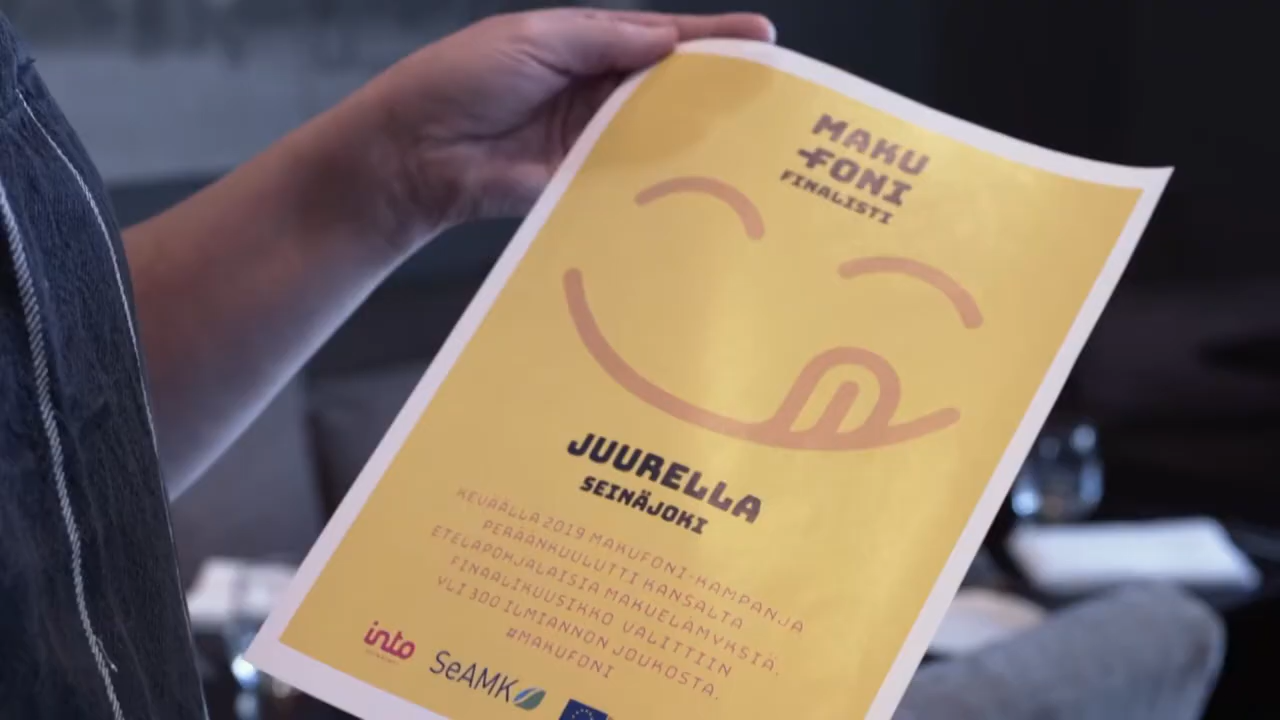 MAKU
-FONI
FINALISTI
JUURELLA
SEINÄJOKI
KEVÄÄLLÄ 2019 MAKUFONI-KAMPANJA
PERÄÄNKUULUTTI KANSALTA
ETELÄPOHJALAISIA MAKUELÄMYKSIÄ.
FINAALIKUUSIKKO VALITTIIN
YLI 300 ILMIANNON JOUKOSTA.
#MAKUFONI
into
SeAMK